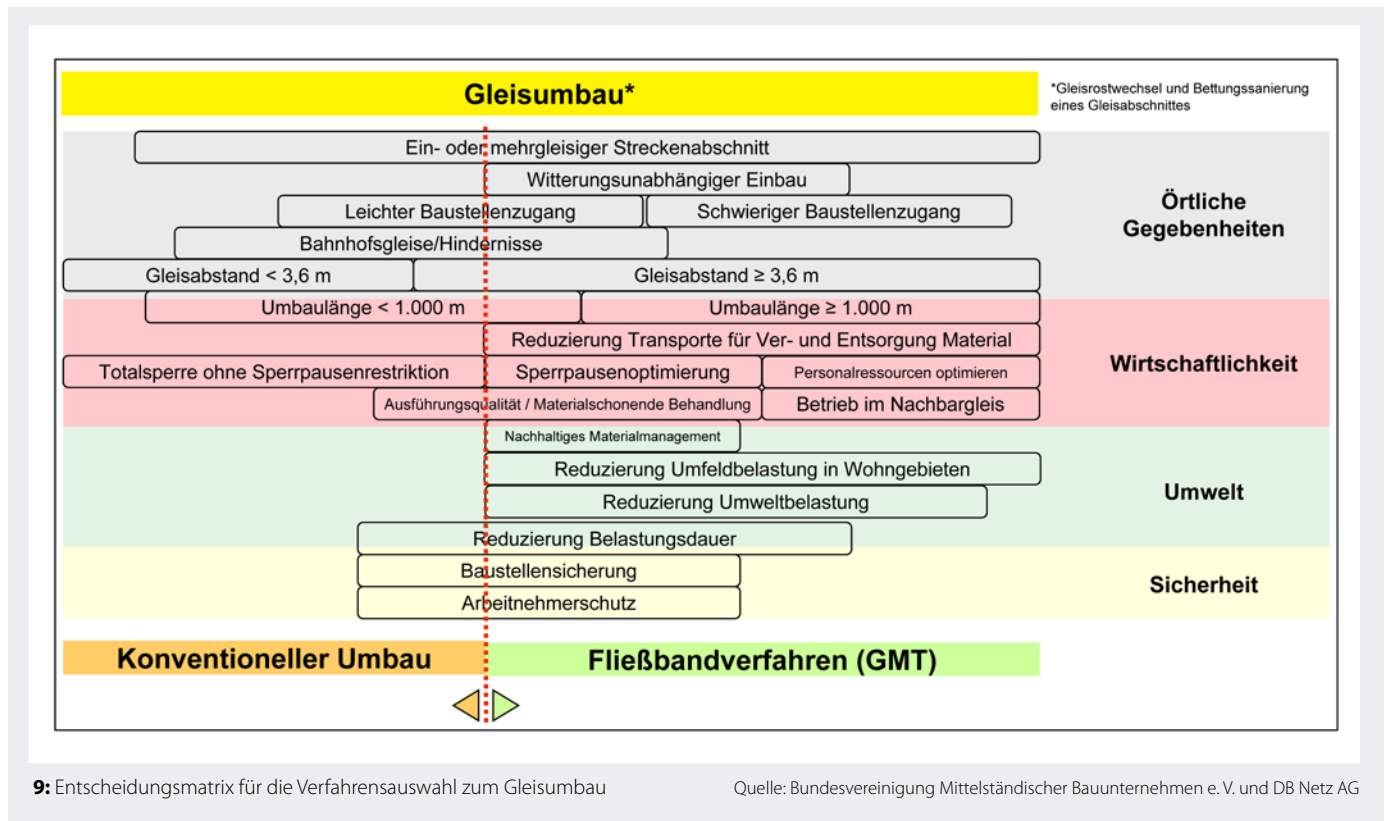 Gleisumbau*
*Gleisrostwechsel und Bettungssanierung
eines Gleisabschnittes
Ein- oder mehrgleisiger Streckenabschnitt
Witterungsunabhängiger Einbau
Leichter Baustellenzugang
Schwieriger Baustellenzugang
Bahnhofsgleise/Hindernisse
Gleisabstand < 3,6 m
Gleisabstand ≥ 3,6 m
Örtliche
Gegebenheiten
Umbaulänge < 1.000 m
Umbaulänge ≥ 1.000 m
Reduzierung Transporte für Ver- und Entsorgung Material
Totalsperre ohne Sperrpausenrestriktion
Sperrpausenoptimierung
Personalressourcen optimieren
Ausführungsqualität / Materialschonende Behandlung
Betrieb im Nachbargleis
Wirtschaftlichkeit
Nachhaltiges Materialmanagement
Reduzierung Umfeldbelastung in Wohngebieten
Reduzierung Umweltbelastung
Reduzierung Belastungsdauer
Umwelt
Baustellensicherung
Arbeitnehmerschutz
Sicherheit
Konventioneller Umbau
Fließbandverfahren (GMT)
9: Entscheidungsmatrix für die Verfahrensauswahl zum Gleisumbau
Quelle: Bundesvereinigung Mittelständischer Bauunternehmen e. V. und DB Netz AG